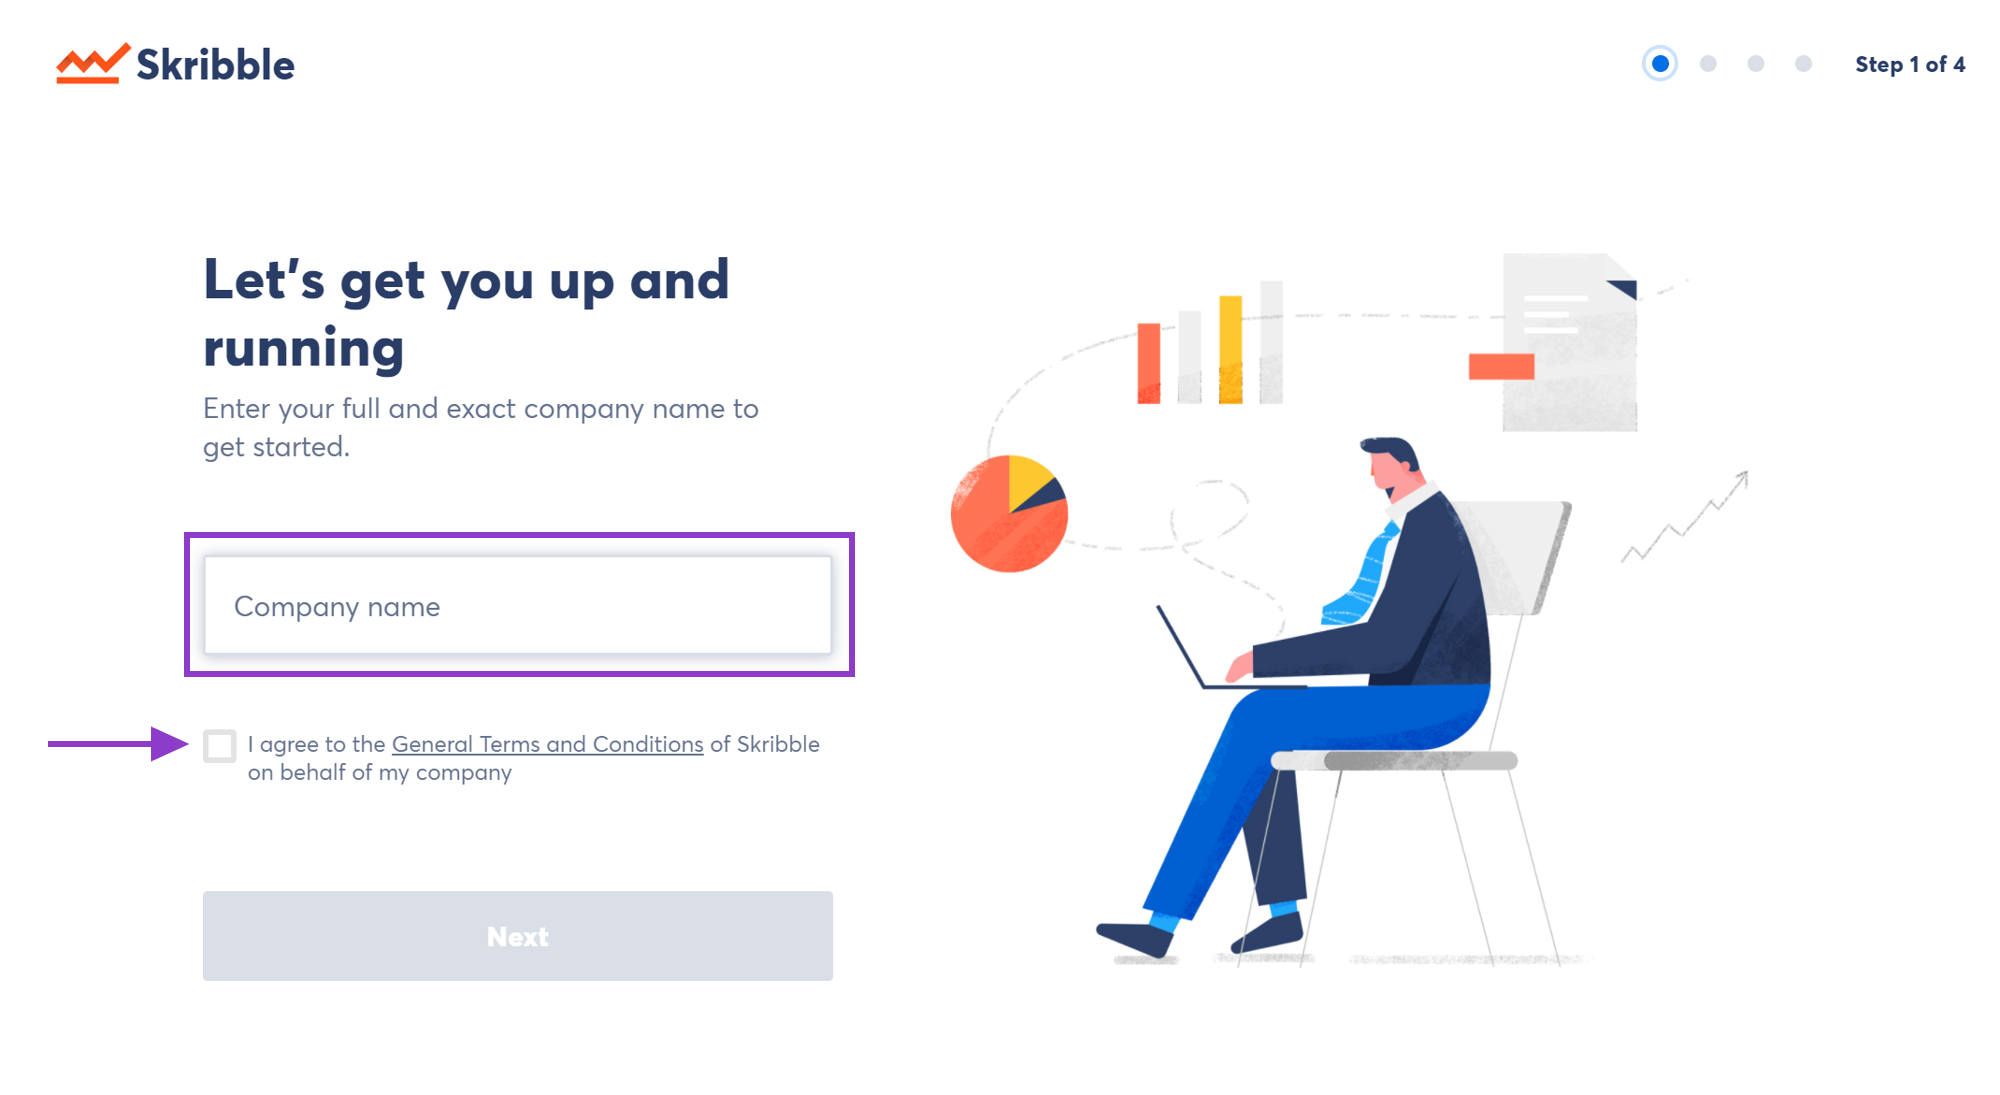 Skribble
Step 1 of 4
Let's get you up and
running
Enter your full and exact company name to
get started.
Company name
I agree to the General Terms and Conditions of Skribble
on behalf of my company
Next